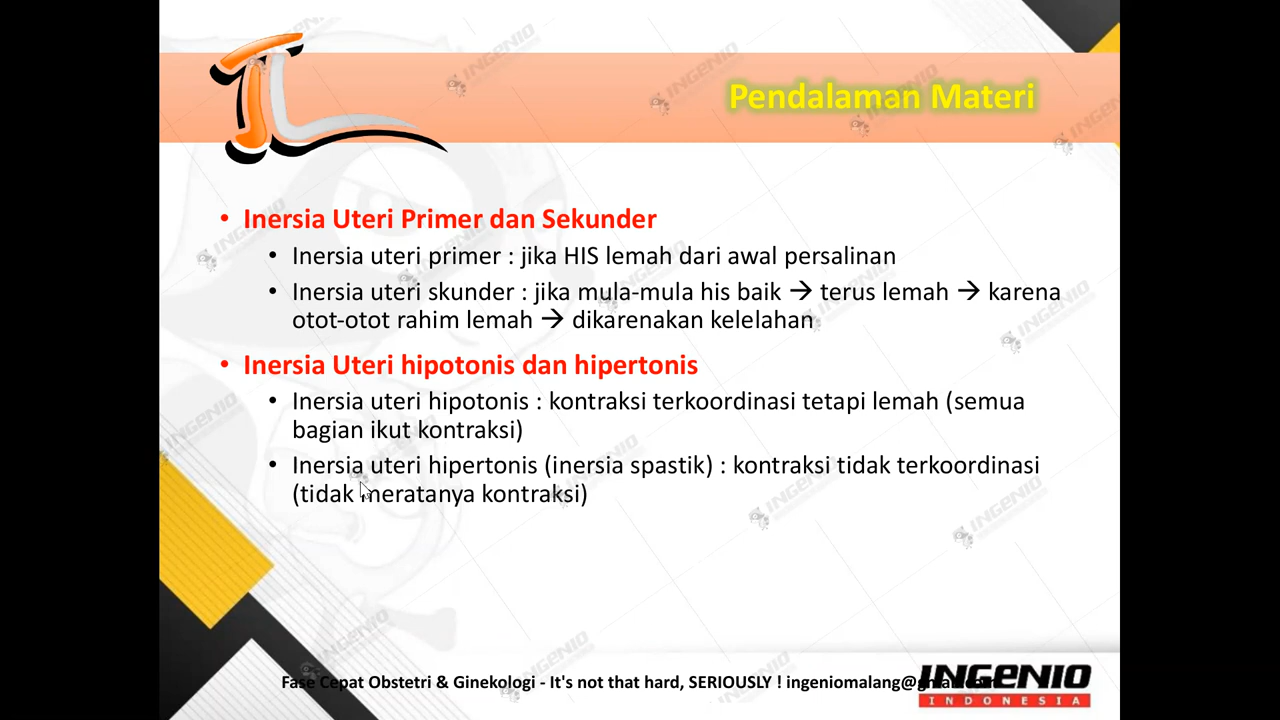 Pendalaman Materi
• Inersia Uteri Primer dan Sekunder
• Inersia uteri primer : jika HIS lemah dari awal persalinan
• Inersia uteri skunder : jika mula-mula his baik → terus lemah → karena
otot-otot rahim lemah → dikarenakan kelelahan
• Inersia Uteri hipotonis dan hipertonis
• Inersia uteri hipotonis : kontraksi terkoordinasi tetapi lemah (semua
bagian ikut kontraksi)
• Inersia uteri hipertonis (inersia spastik) : kontraksi tidak terkoordinasi
(tidak meratanya kontraksi)
Fase Cepat Obstetri & Ginekologi - It's not that hard, SERIOUSLY !
INGENIO
INDONESIA